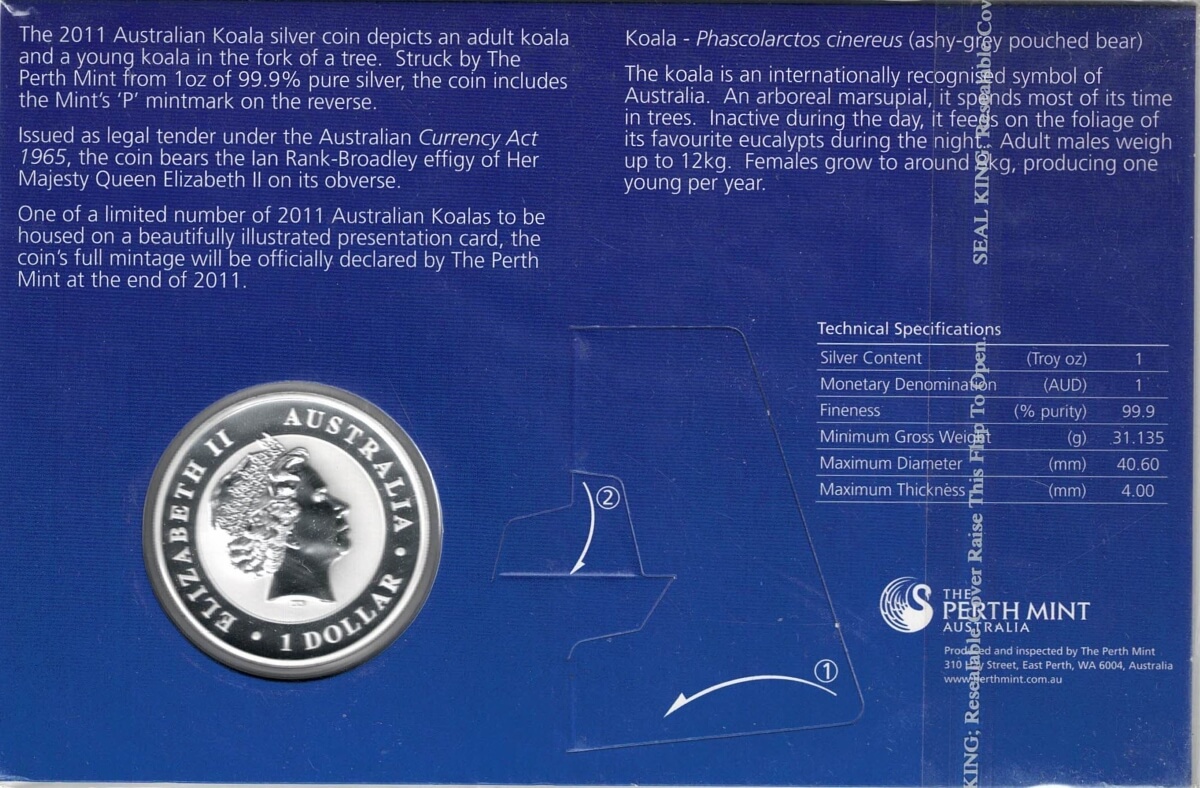 The 2011 Australian Koala silver coin depicts an adult koala
and a young koala in the fork of a tree. Struck by The
Perth Mint from 1oz of 99.9% pure silver, the coin includes
the Mint's 'P' mintmark on the reverse.
Issued as legal tender under the Australian Currency Act
1965, the coin bears the Ian Rank-Broadley effigy of Her
Majesty Queen Elizabeth II on its obverse.
One of a limited number of 2011 Australian Koalas to be
housed on a beautifully illustrated presentation card, the
coin's full mintage will be officially declared by The Perth
Mint at the end of 2011.
Koala - Phascolarctos cinereus (ashy-grey pouched bear)
The koala is an internationally recognised symbol of
Australia. An arboreal marsupial, it spends most of its time
in trees. Inactive during the day, it feeds on the foliage of
its favourite eucalypts during the night. Adult males weigh
up to 12kg. Females grow to around kg, producing one
young per year.
Technical Specifications
Silver Content (Troy oz) 1
Monetary Denomination (AUD) 1
Fineness (% purity) 99.9
Minimum Gross Weight (g) 31.135
Maximum Diameter (mm) 40.60
Maximum Thickness (mm) 4.00
ELIZABETH II AUSTRALIA • 1 DOLLAR •
2
1
THE
PERTH MINT
AUSTRALIA
Produced and inspected by The Perth Mint
310 Hay Street, East Perth, WA 6004, Australia
www.perthmint.com.au
KING; Resealable Cover Raise This Flap To Open.
SEAL KING; Resealable Cov